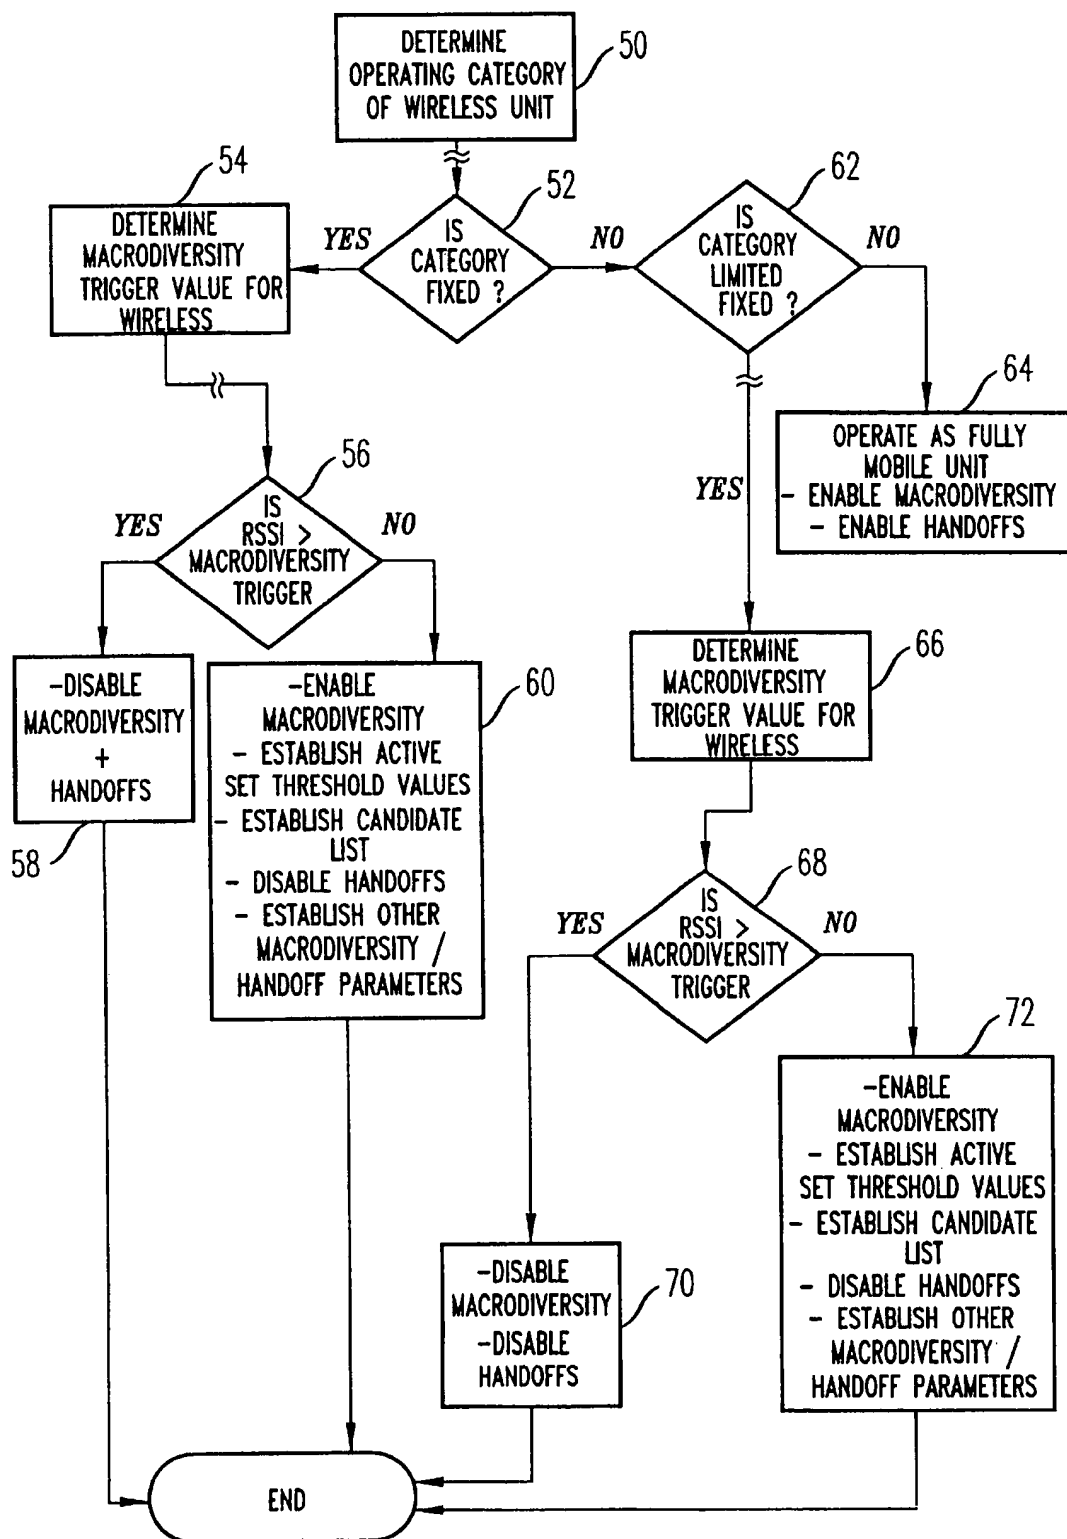 DETERMINE
OPERATING CATEGORY
OF WIRELESS UNIT
50
54
DETERMINE
MACRODIVERSITY
TRIGGER VALUE FOR
WIRELESS
YES
52
IS
CATEGORY
FIXED ?
NO
62
IS
CATEGORY
LIMITED
FIXED ?
NO
64
OPERATE AS FULLY
MOBILE UNIT
- ENABLE MACRODIVERSITY
- ENABLE HANDOFFS
YES
56
IS
RSSI >
MACRODIVERSITY
TRIGGER
YES
NO
-DISABLE
MACRODIVERSITY
+
HANDOFFS
58
60
-ENABLE
MACRODIVERSITY
- ESTABLISH ACTIVE
SET THRESHOLD VALUES
- ESTABLISH CANDIDATE
LIST
- DISABLE HANDOFFS
- ESTABLISH OTHER
MACRODIVERSITY /
HANDOFF PARAMETERS
66
DETERMINE
MACRODIVERSITY
TRIGGER VALUE FOR
WIRELESS
68
IS
RSSI >
MACRODIVERSITY
TRIGGER
YES
NO
70
-DISABLE
MACRODIVERSITY
-DISABLE
HANDOFFS
72
-ENABLE
MACRODIVERSITY
- ESTABLISH ACTIVE
SET THRESHOLD VALUES
- ESTABLISH CANDIDATE
LIST
- DISABLE HANDOFFS
- ESTABLISH OTHER
MACRODIVERSITY /
HANDOFF PARAMETERS
END